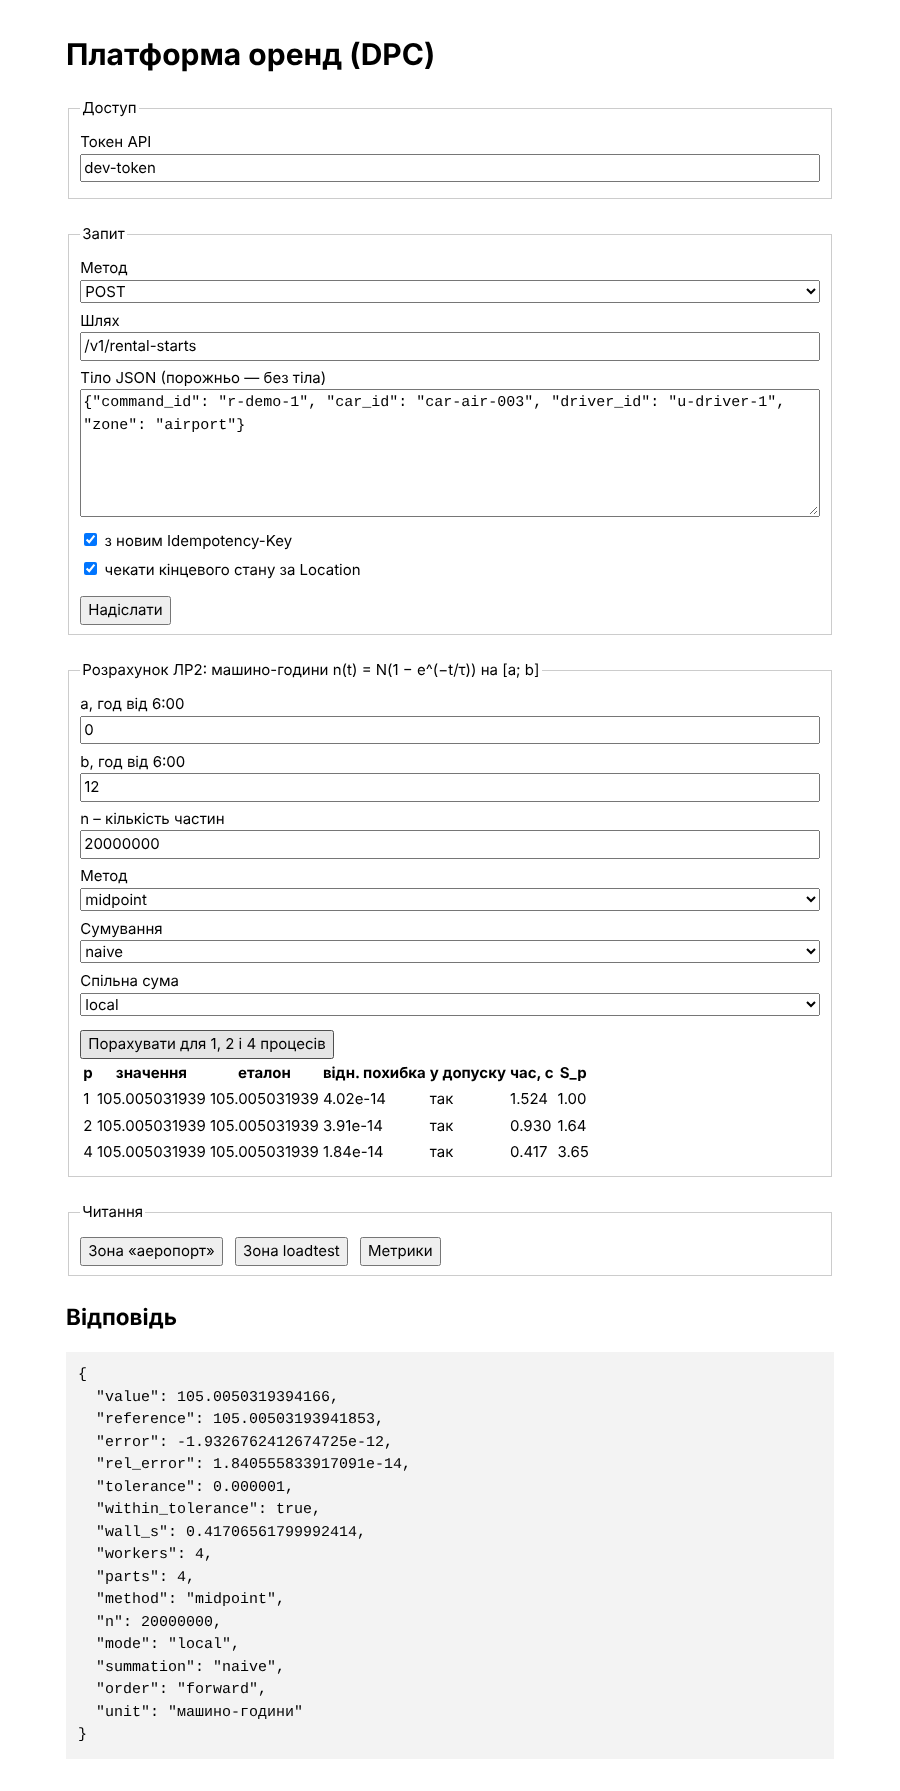 Платформа оренд (DPC)
Доступ
Токен API
dev-token
Запит
Метод
POST
Шлях
/v1/rental-starts
Тіло JSON (порожньо — без тіла)
{"command_id": "r-demo-1", "car_id": "car-air-003", "driver_id": "u-driver-1",
"zone": "airport"}
з новим Idempotency-Key
чекати кінцевого стану за Location
Надіслати
Розрахунок ЛР2: машино-години n(t) = N(1 − e^(−t/τ)) на [a; b]
a, год від 6:00
0
b, год від 6:00
12
n – кількість частин
20000000
Метод
midpoint
Сумування
naive
Спільна сума
local
Порахувати для 1, 2 і 4 процесів
p значення еталон відн. похибка у допуску час, с S_p
1 105.005031939 105.005031939 4.02e-14 так 1.524 1.00
2 105.005031939 105.005031939 3.91e-14 так 0.930 1.64
4 105.005031939 105.005031939 1.84e-14 так 0.417 3.65
Читання
Зона «аеропорт» Зона loadtest Метрики
Відповідь
{
  "value": 105.0050319394166,
  "reference": 105.00503193941853,
  "error": -1.9326762412674725e-12,
  "rel_error": 1.840555833917091e-14,
  "tolerance": 0.000001,
  "within_tolerance": true,
  "wall_s": 0.41706561799992414,
  "workers": 4,
  "parts": 4,
  "method": "midpoint",
  "n": 20000000,
  "mode": "local",
  "summation": "naive",
  "order": "forward",
  "unit": "машино-години"
}